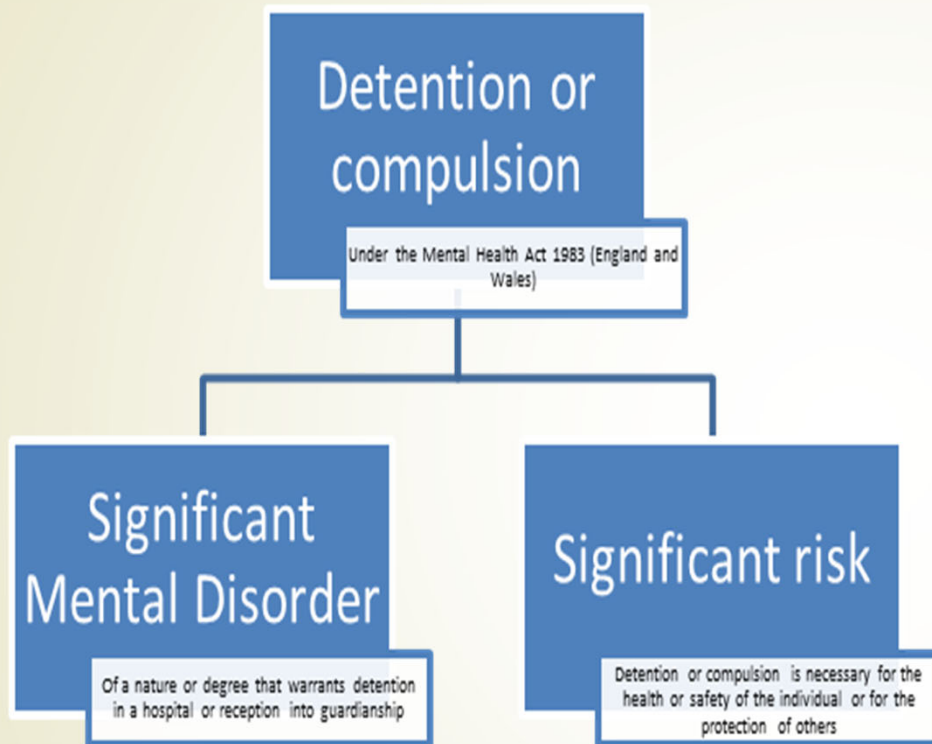 Detention or
compulsion
Under the Mental Health Act 1983 (England and
Wales)
Significant
Mental Disorder
Of a nature or degree that warrants detention
in a hospital or reception into guardianship
Significant risk
Detention or compulsion is necessary for the
health or safety of the individual or for the
protection of others